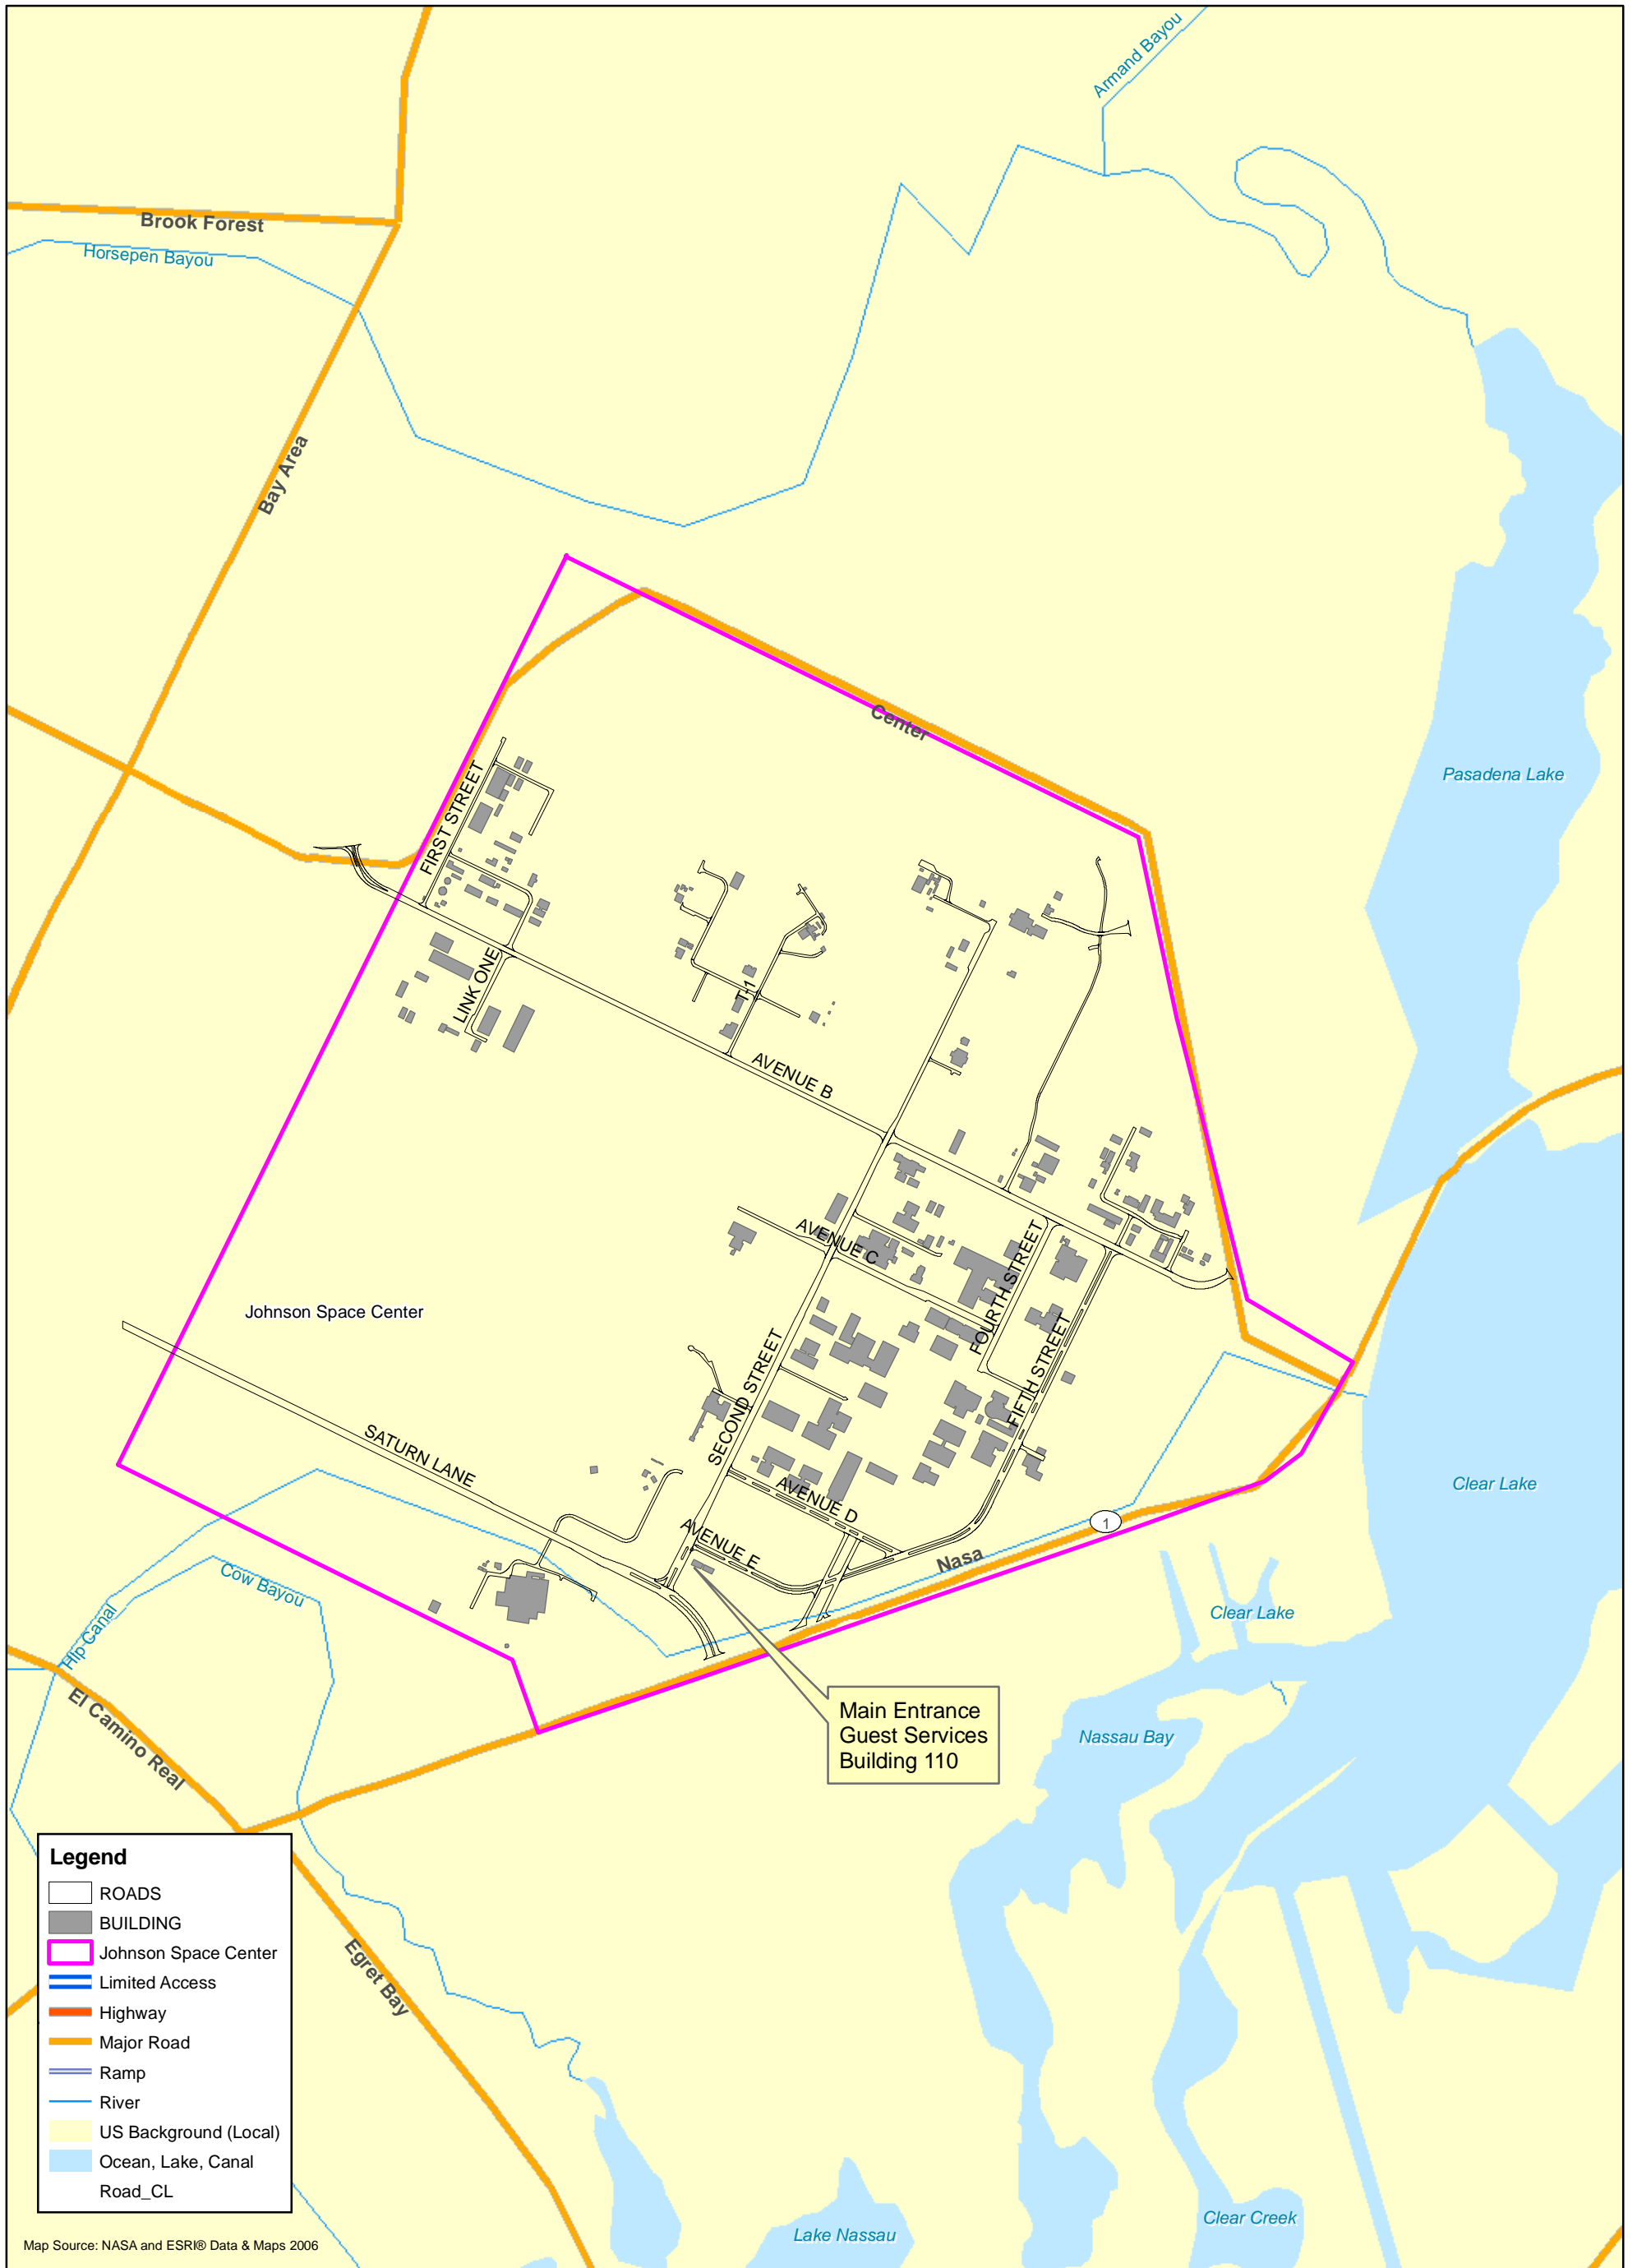 Armand Bayou
Brook Forest
Horsepen Bayou
Bay Area
Center
Pasadena Lake
FIRST STREET
LINK ONE
T-1
AVENUE B
AVENUE C
FOURTH STREET
Johnson Space Center
FIFTH STREET
SECOND STREET
SATURN LANE
Clear Lake
AVENUE D
1
AVENUE E
Nasa
Cow Bayou
Clear Lake
Hlp Canal
El Camino Real
Main Entrance
Guest Services
Building 110
Nassau Bay
Legend
ROADS
BUILDING
Johnson Space Center
Limited Access
Highway
Major Road
Ramp
River
US Background (Local)
Ocean, Lake, Canal
Road_CL
Egret Bay
Clear Creek
Lake Nassau
Map Source: NASA and ESRI® Data & Maps 2006